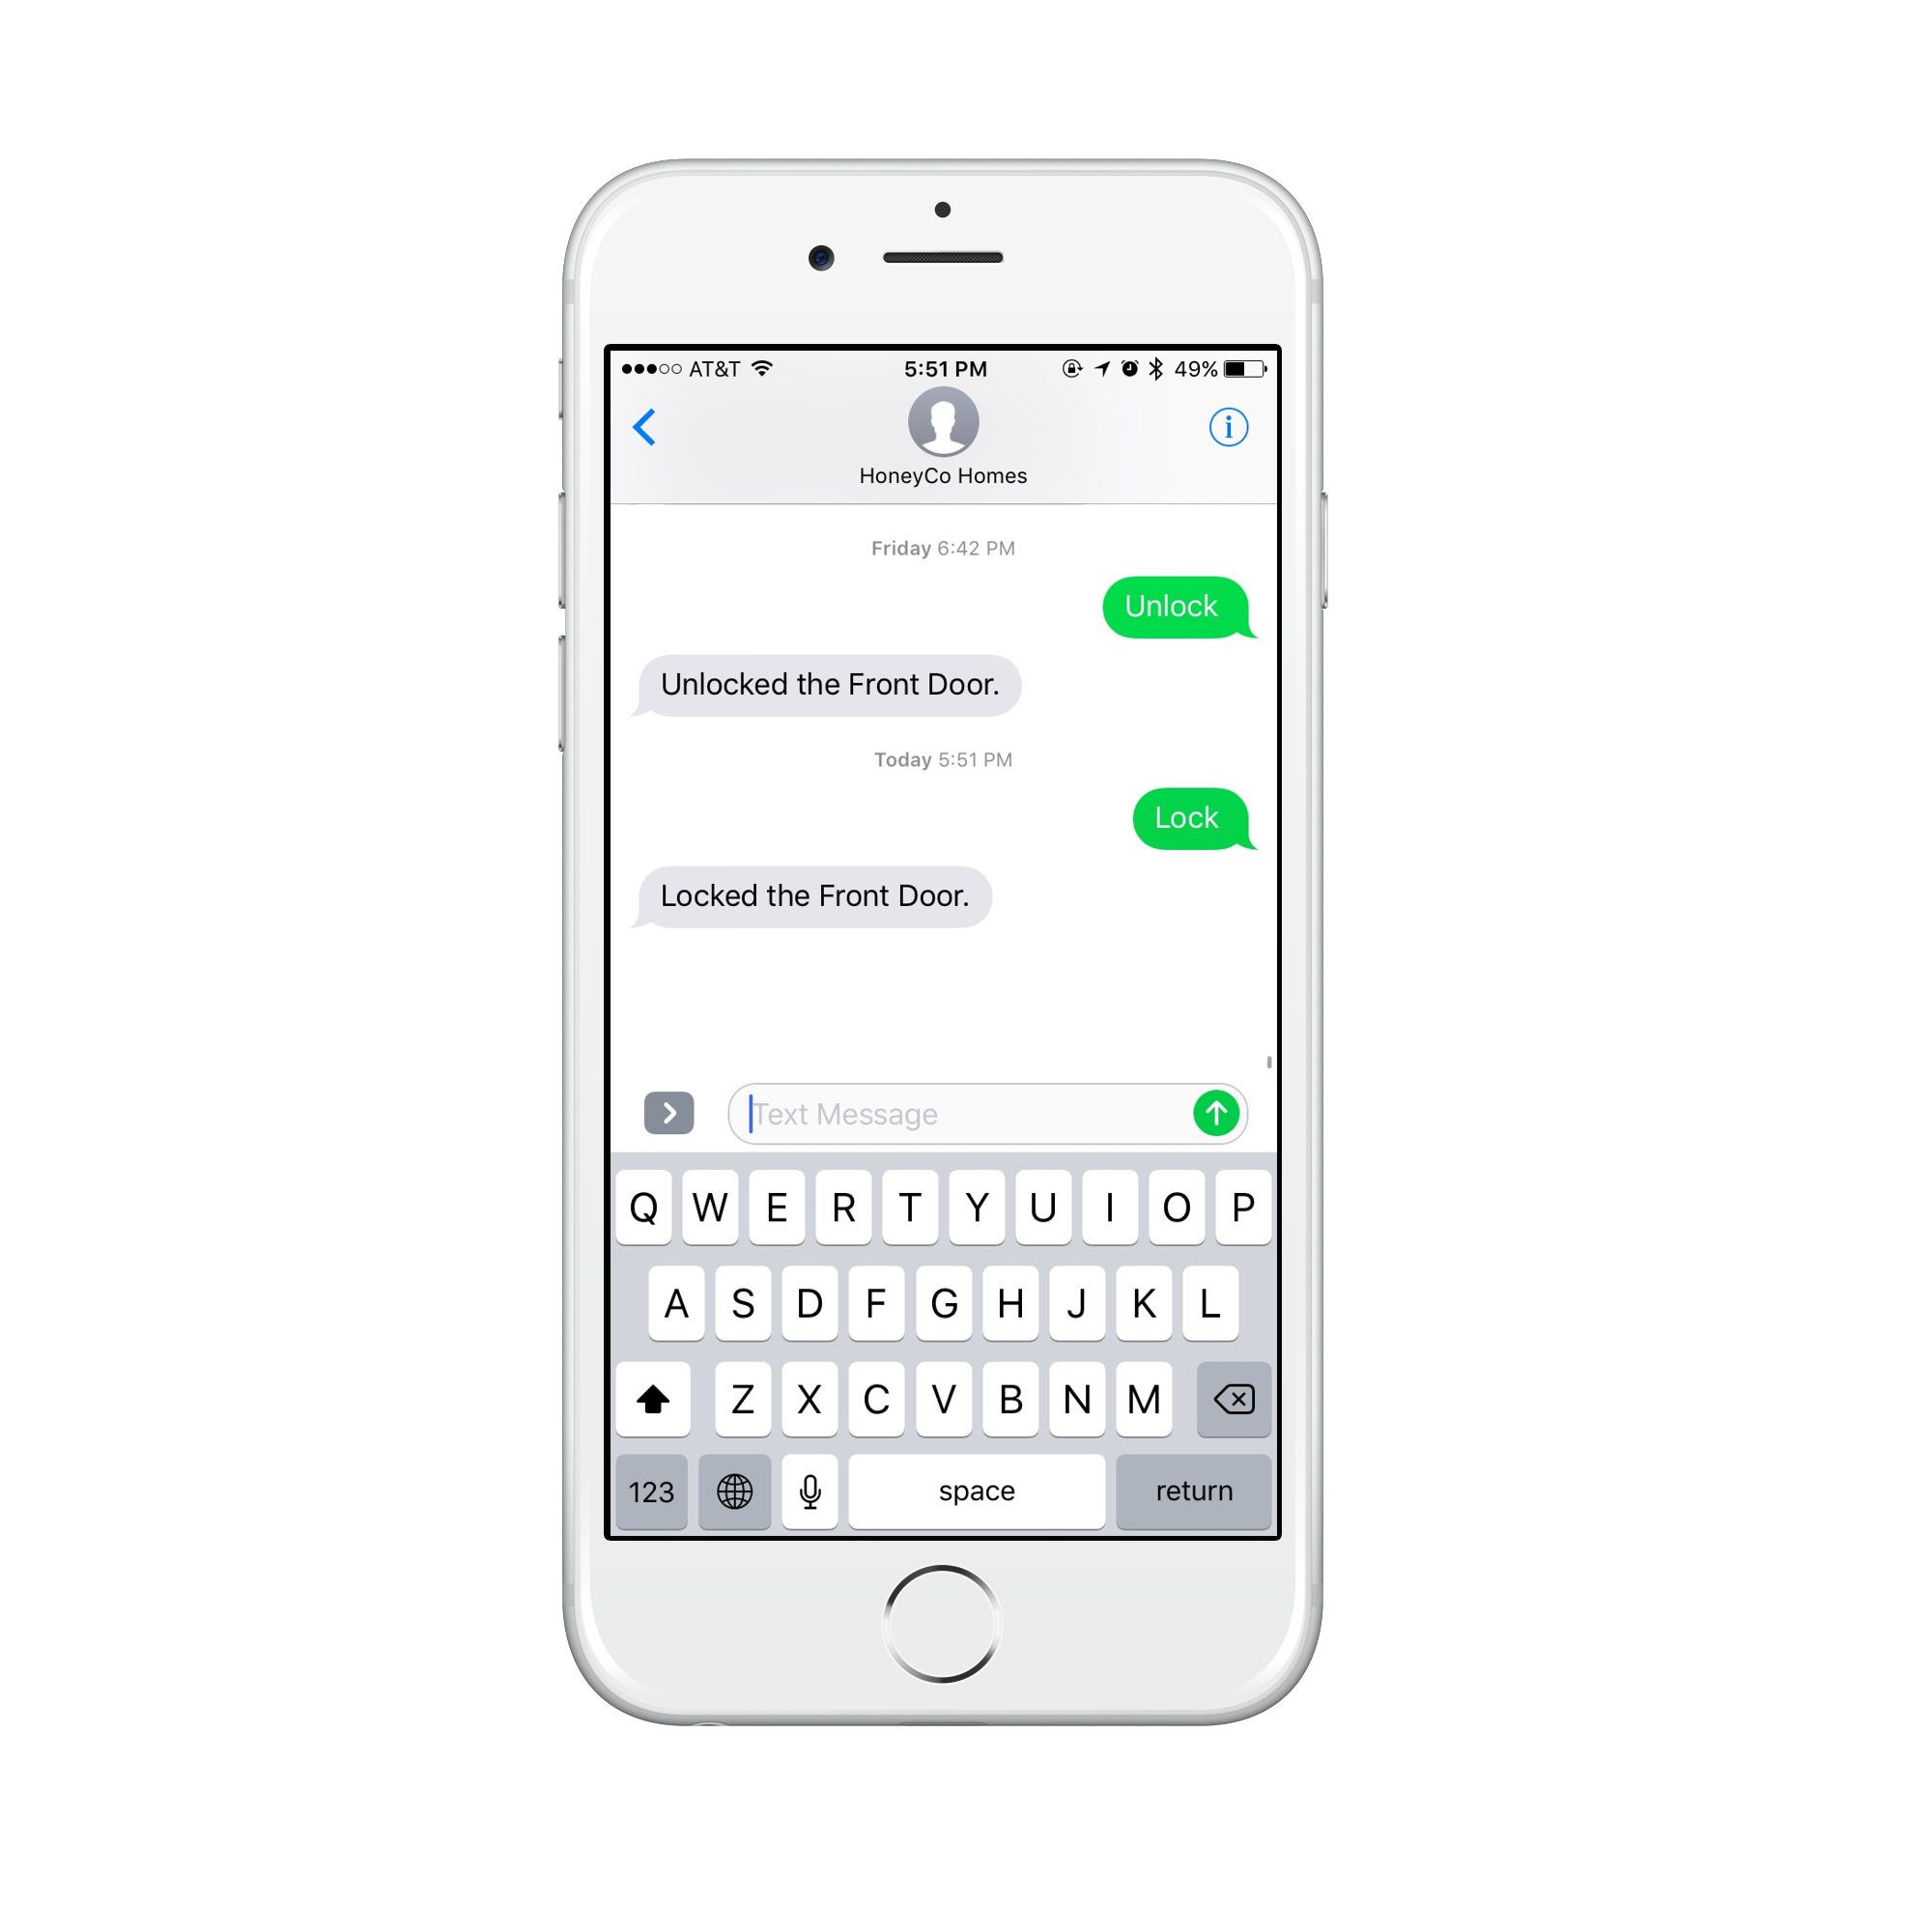 AT&T 5:51 PM 49%
HoneyCo Homes
Friday 6:42 PM
Unlock
Unlocked the Front Door.
Today 5:51 PM
Lock
Locked the Front Door.
Text Message
Q W E R T Y U I O P
A S D F G H J K L
Z X C V B N M
123 space return